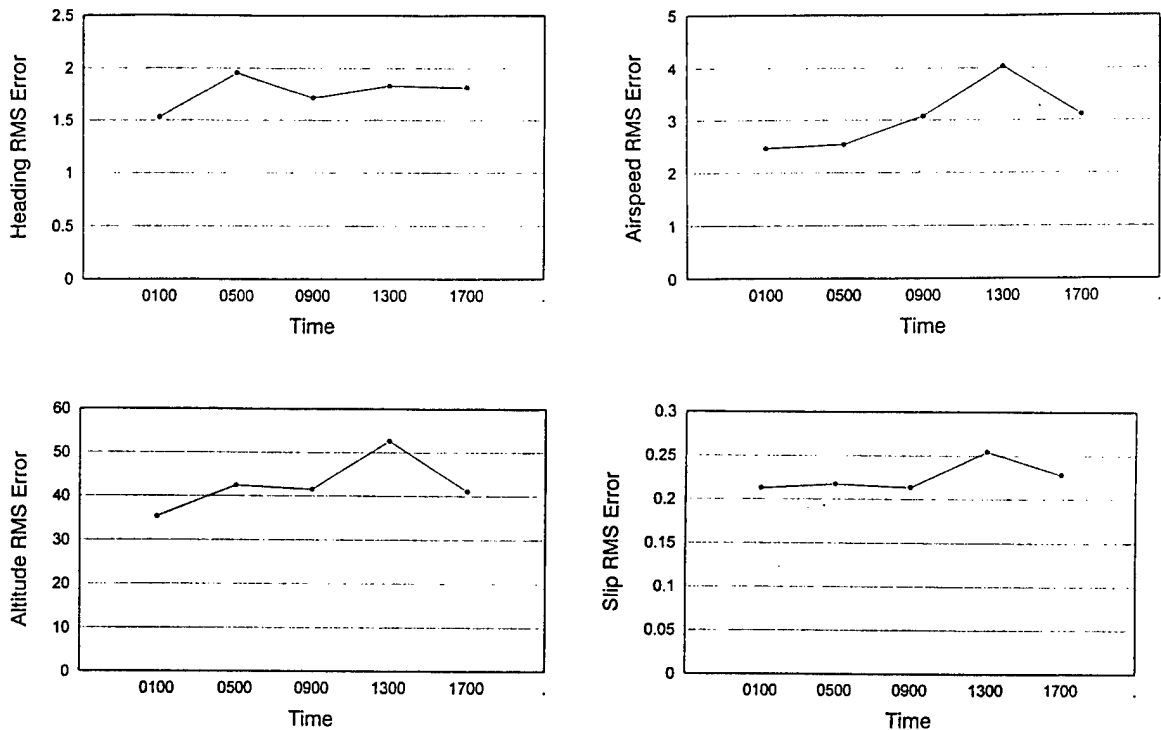 Heading RMS Error
2.5
2
1.5
1
0.5
0
0100 0500 0900 1300 1700
Time
Airspeed RMS Error
5
4
3
2
1
0
0100 0500 0900 1300 1700
Time
Altitude RMS Error
60
50
40
30
20
10
0
0100 0500 0900 1300 1700
Time
Slip RMS Error
0.3
0.25
0.2
0.15
0.1
0.05
0
0100 0500 0900 1300 1700
Time